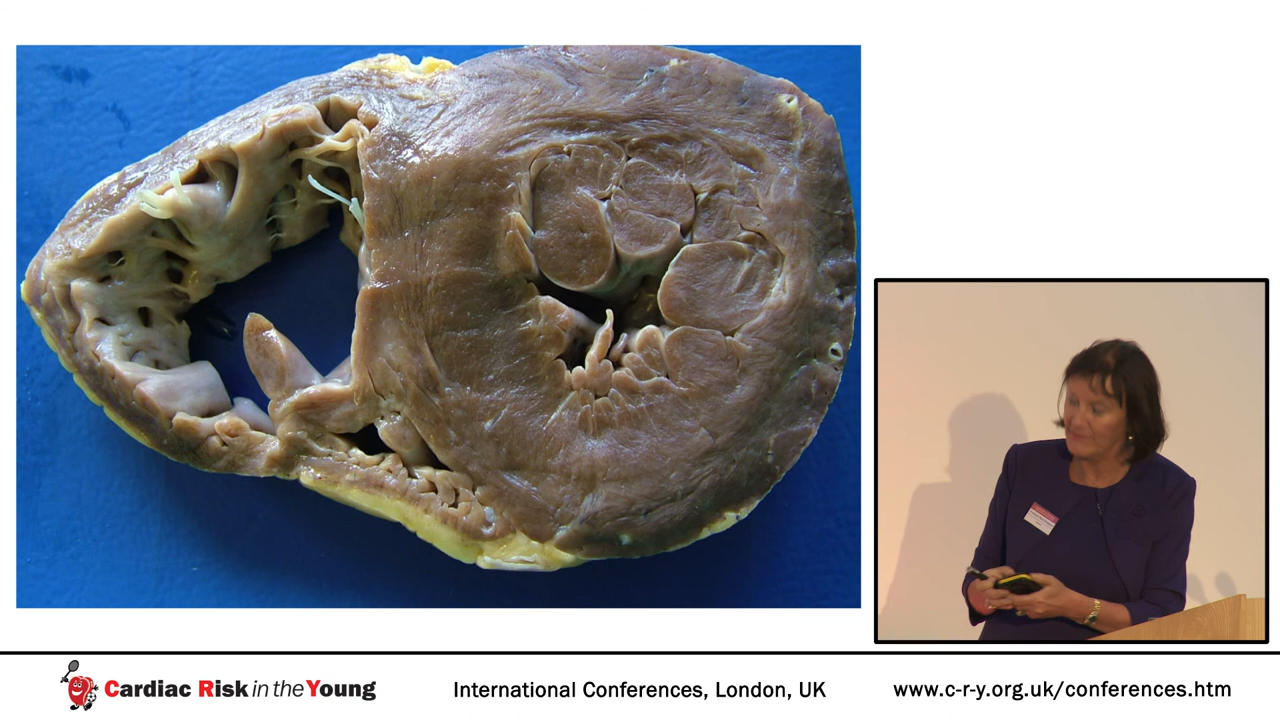 Cardiac Risk in the Young
International Conferences, London, UK
www.c-r-y.org.uk/conferences.htm